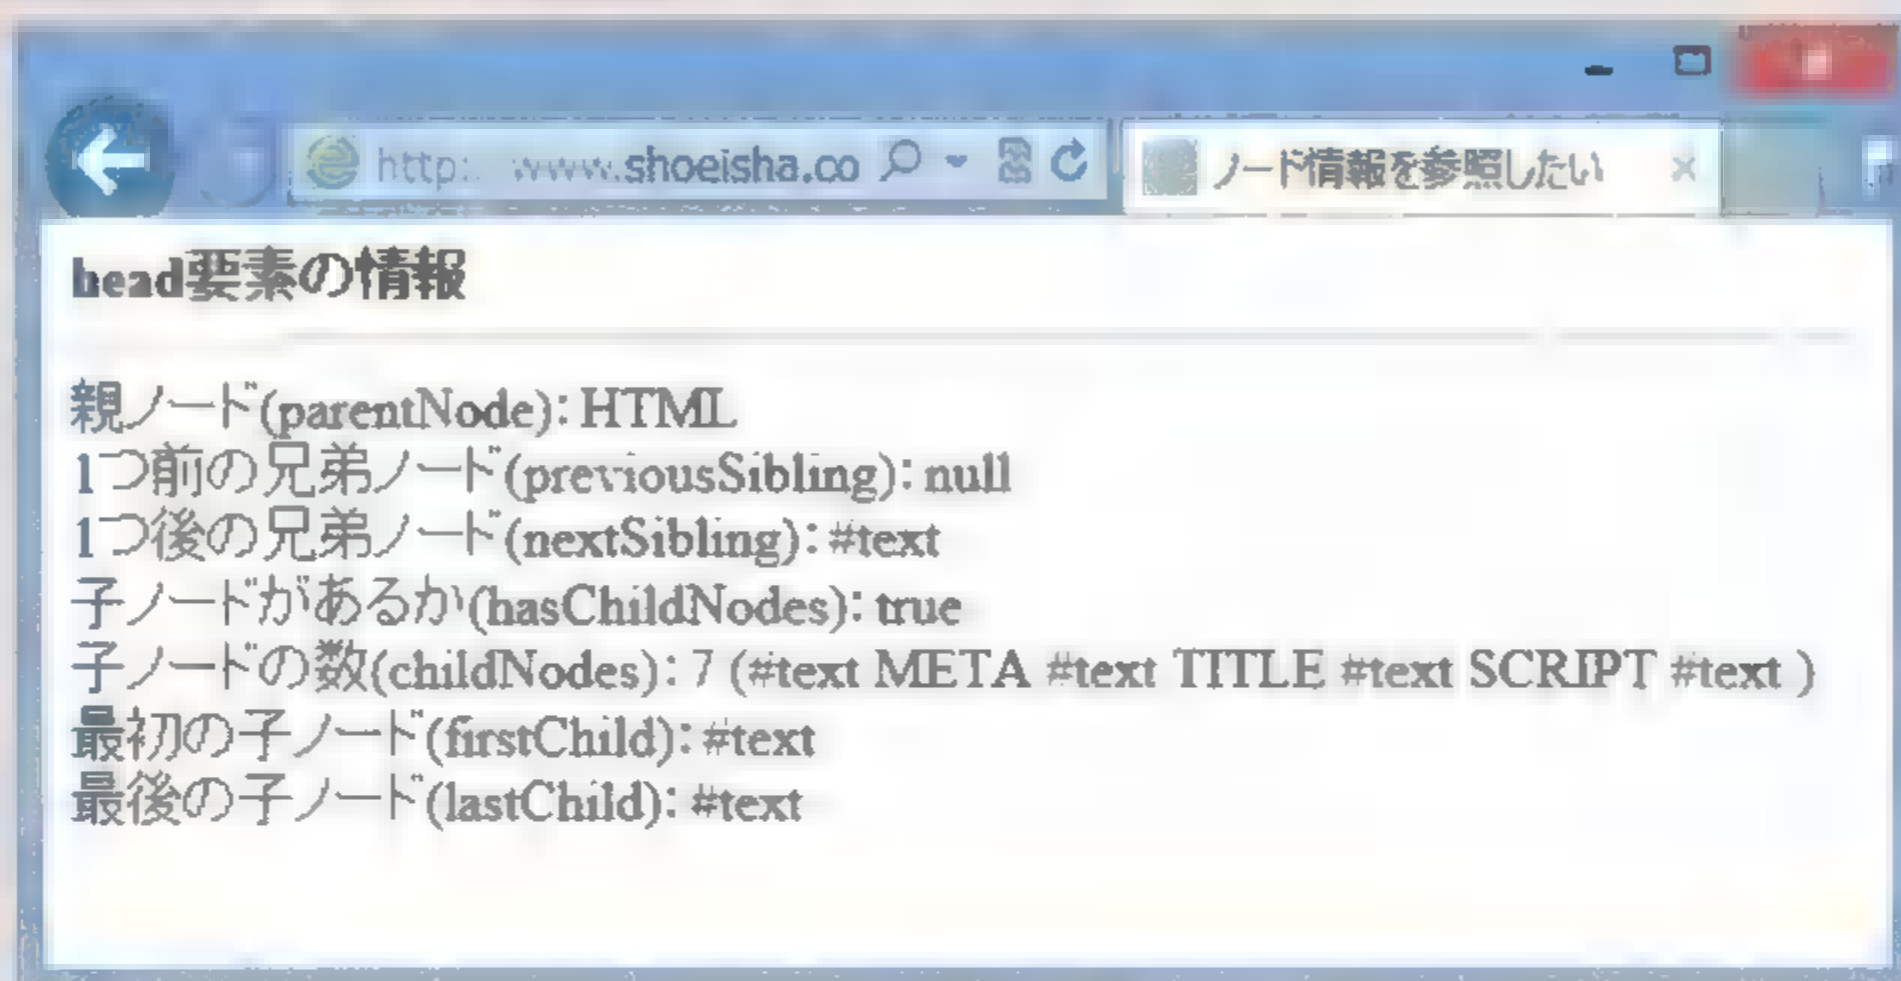 http://www.shoeisha.co
ノード情報を参照したい
head要素の情報
親ノード(parentNode): HTML
1つ前の兄弟ノード(previousSibling): null
1つ後の兄弟ノード(nextSibling): #text
子ノードがあるか(hasChildNodes): true
子ノードの数(childNodes): 7 (#text META #text TITLE #text SCRIPT #text )
最初の子ノード(firstChild): #text
最後の子ノード(lastChild): #text